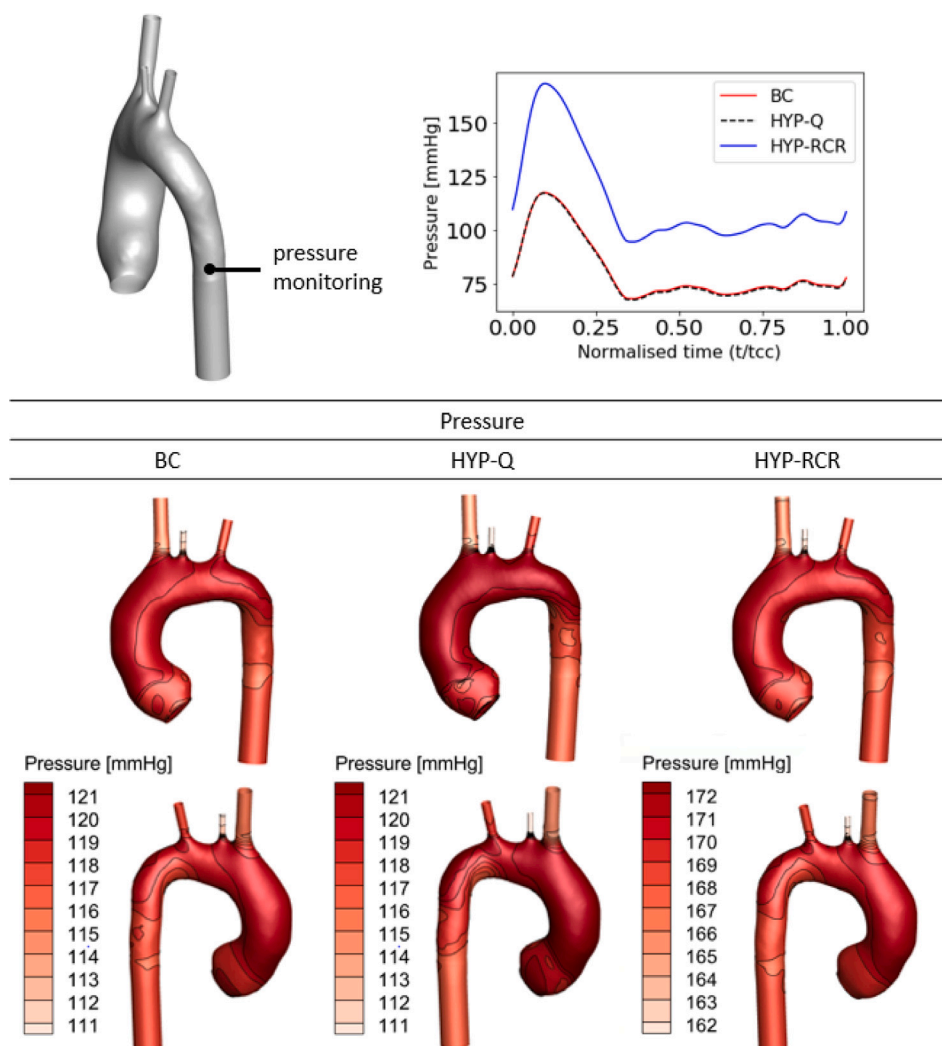 pressure
monitoring
Pressure [mmHg]
150
125
100
75
BC
HYP-Q
HYP-RCR
0.00 0.25 0.50 0.75 1.00
Normalised time (t/tcc)
Pressure
BC HYP-Q HYP-RCR
Pressure [mmHg] Pressure [mmHg] Pressure [mmHg]
121 121 172
120 120 171
119 119 170
118 118 169
117 117 168
116 116 167
115 115 166
114 114 165
113 113 164
112 112 163
111 111 162